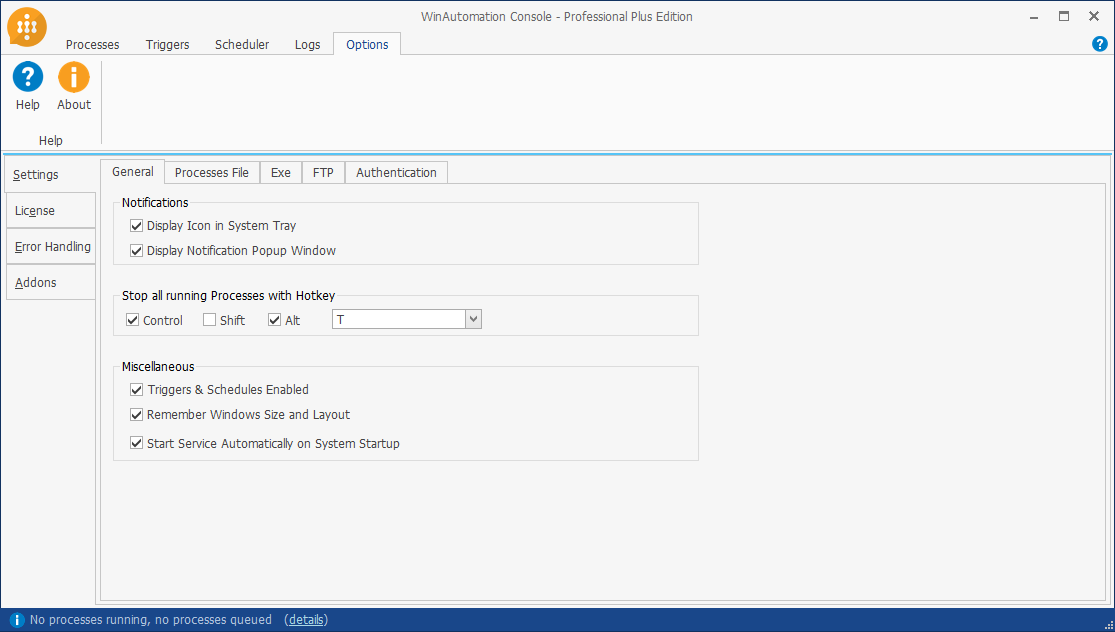 WinAutomation Console - Professional Plus Edition
Processes Triggers Scheduler Logs Options
Help About
Help
Settings
License
Error Handling
Addons
General Processes File Exe FTP Authentication
Notifications
Display Icon in System Tray
Display Notification Popup Window
Stop all running Processes with Hotkey
Control Shift Alt T
Miscellaneous
Triggers & Schedules Enabled
Remember Windows Size and Layout
Start Service Automatically on System Startup
No processes running, no processes queued (details)